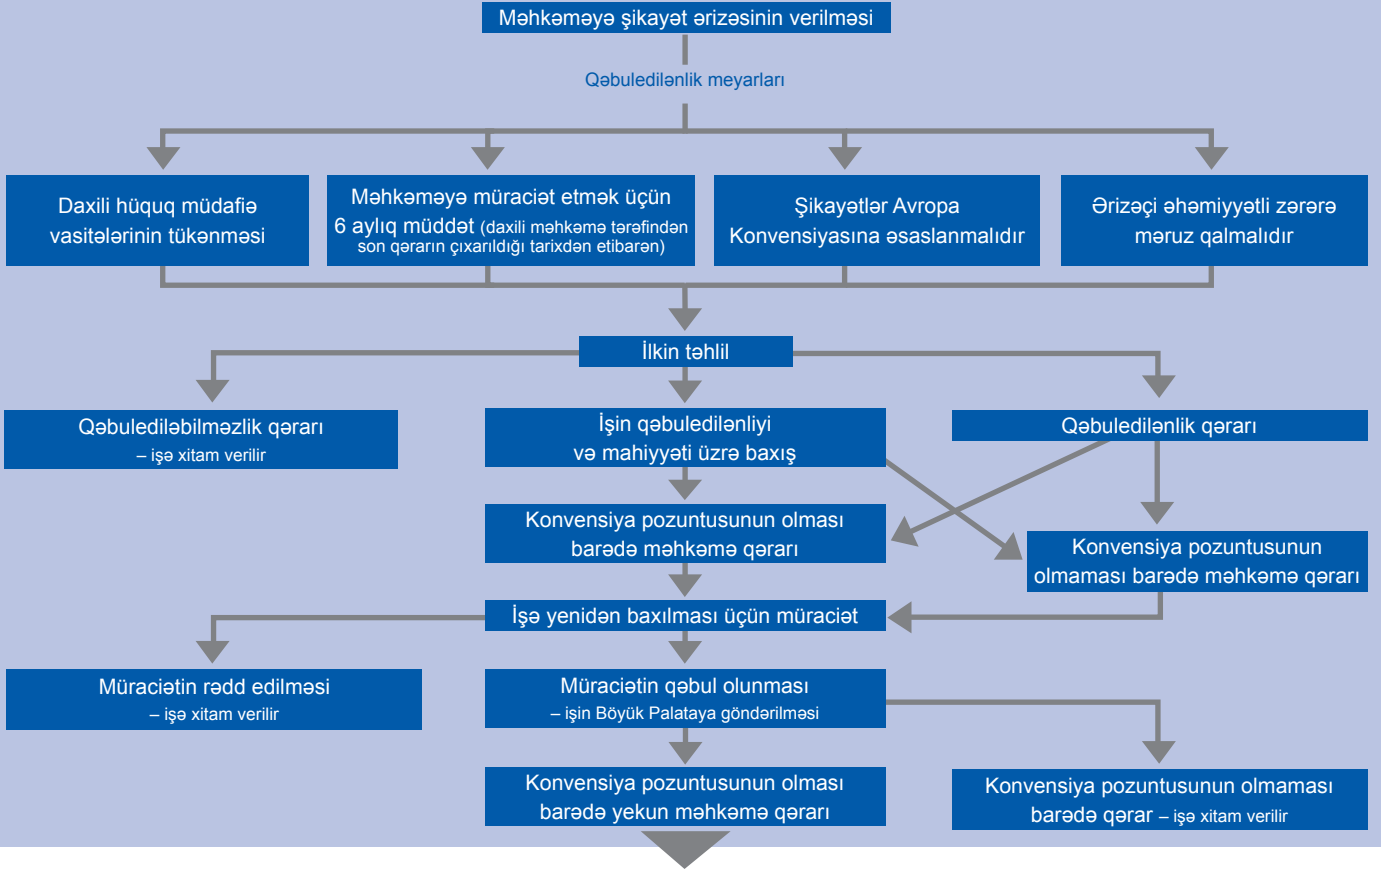 Məhkəməyə şikayət ərizəsinin verilməsi
Qəbuledilənlik meyarları
Daxili hüquq müdafiə
vasitələrinin tükənməsi
Məhkəməyə müraciət etmək üçün
6 aylıq müddət (daxili məhkəmə tərəfindən
son qərarın çıxarıldığı tarixdən etibarən)
Şikayətlər Avropa
Konvensiyasına əsaslanmalıdır
Ərizəçi əhəmiyyətli zərərə
məruz qalmalıdır
İlkin təhlil
Qəbulediləbilməzlik qərarı
– işə xitam verilir
İşin qəbuledilənliyi
və mahiyyəti üzrə baxış
Qəbuledilənlik qərarı
Konvensiya pozuntusunun olması
barədə məhkəmə qərarı
Konvensiya pozuntusunun
olmaması barədə məhkəmə qərarı
İşə yenidən baxılması üçün müraciət
Müraciətin rədd edilməsi
– işə xitam verilir
Müraciətin qəbul olunması
– işin Böyük Palataya göndərilməsi
Konvensiya pozuntusunun olması
barədə yekun məhkəmə qərarı
Konvensiya pozuntusunun olmaması
barədə qərar – işə xitam verilir